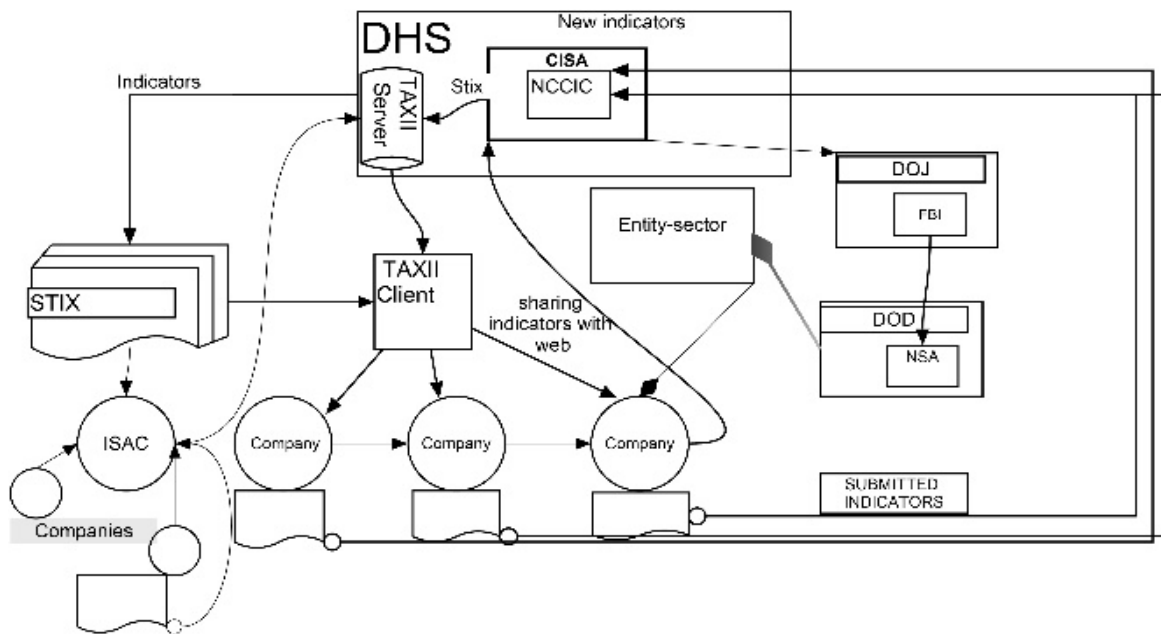 New indicators
DHS
CISA
NCCIC
Indicators
TAXII
Server
Stix
DOJ
FBI
Entity-sector
TAXII
Client
STIX
sharing
indicators with
web
DOD
NSA
ISAC
Company
Company
Company
SUBMITTED
INDICATORS
Companies